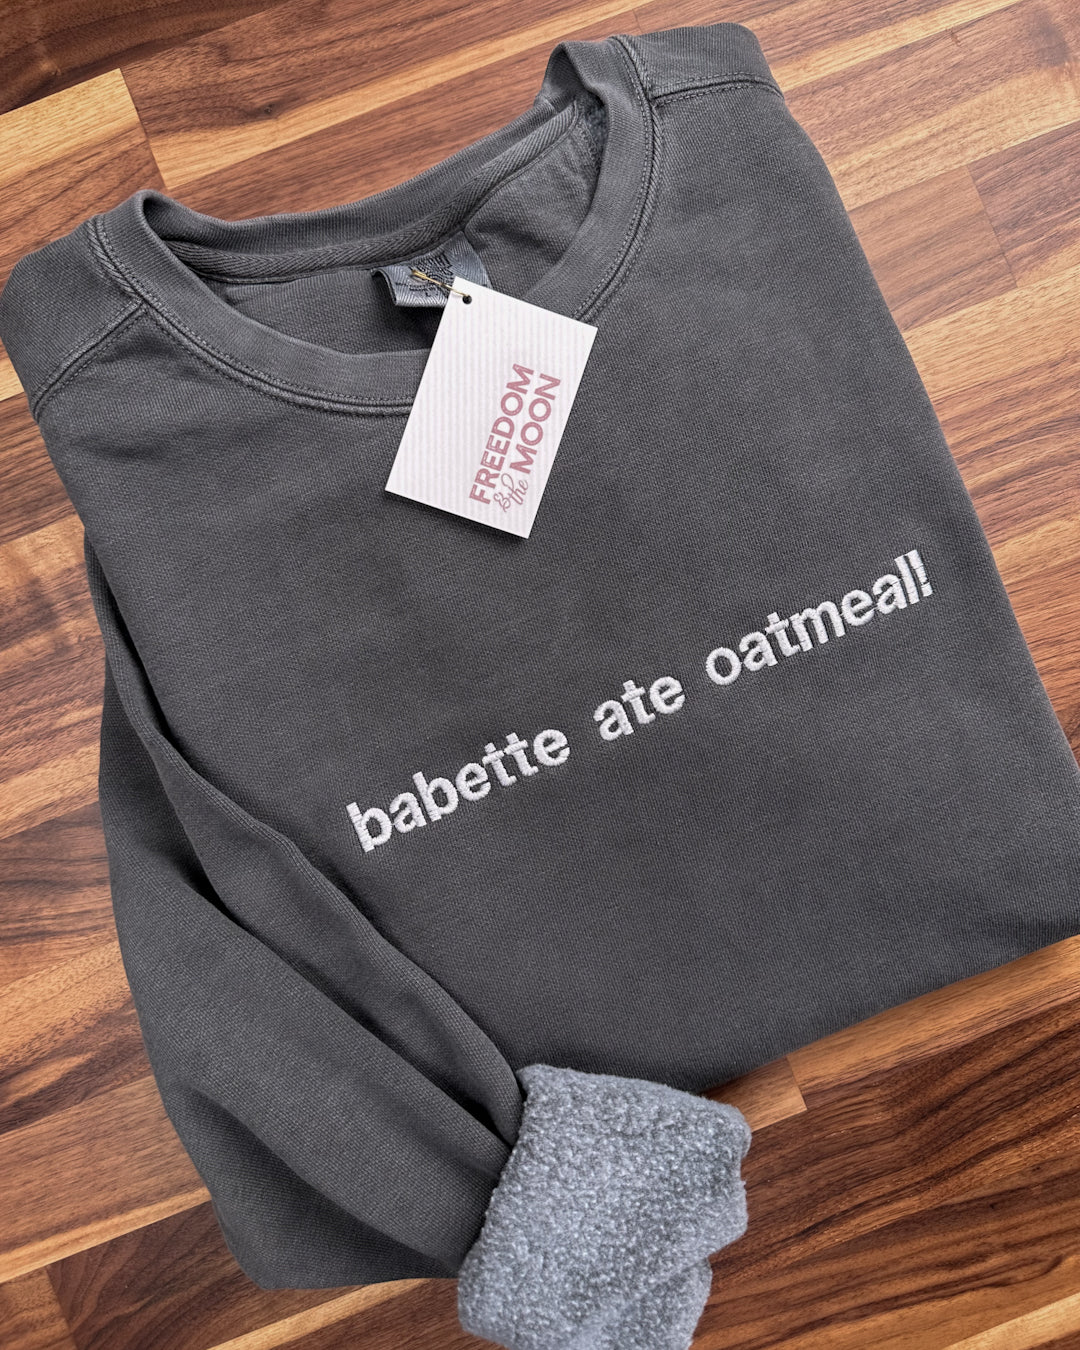 FREEDOM
& the MOON
babette ate oatmeal!